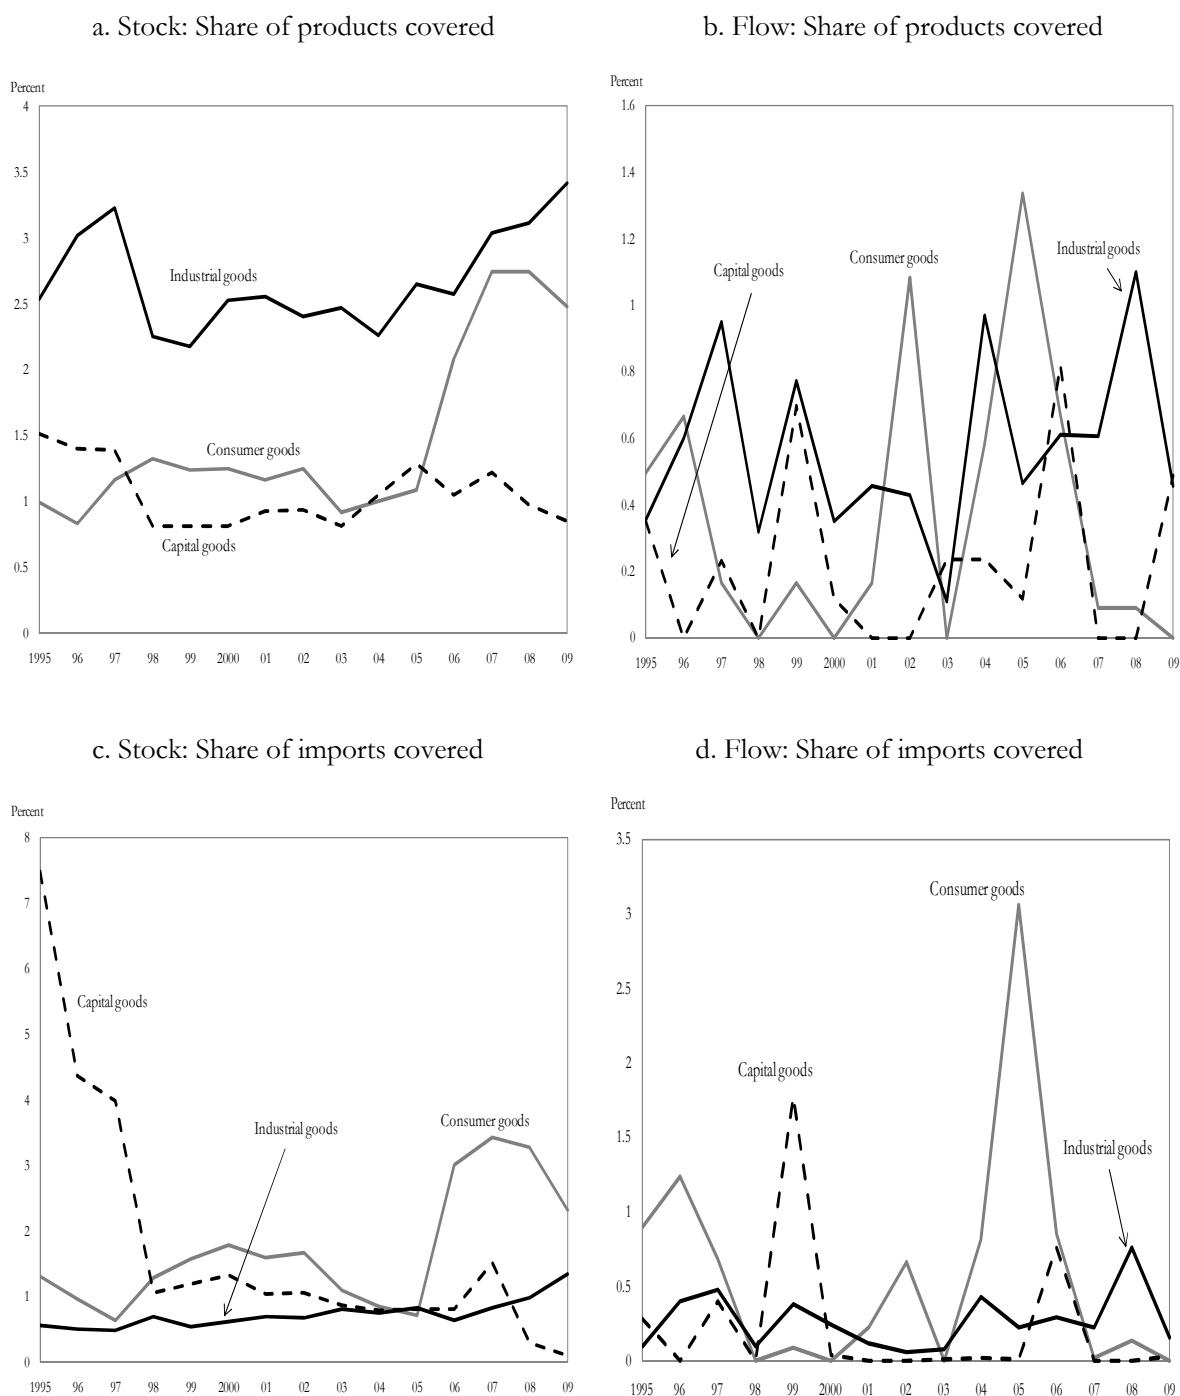 a. Stock: Share of products covered
Percent
4
3.5
3
2.5
2
1.5
1
0.5
0
Industrial goods
Consumer goods
Capital goods
1995 96 97 98 99 2000 01 02 03 04 05 06 07 08 09
b. Flow: Share of products covered
Percent
1.6
1.4
1.2
1
0.8
0.6
0.4
0.2
0
Industrial goods
Consumer goods
Capital goods
1995 96 97 98 99 2000 01 02 03 04 05 06 07 08 09
c. Stock: Share of imports covered
Percent
8
7
6
5
4
3
2
1
0
Capital goods
Industrial goods
Consumer goods
1995 96 97 98 99 2000 01 02 03 04 05 06 07 08 09
d. Flow: Share of imports covered
Percent
3.5
3
2.5
2
1.5
1
0.5
0
Consumer goods
Capital goods
Industrial goods
1995 96 97 98 99 2000 01 02 03 04 05 06 07 08 09